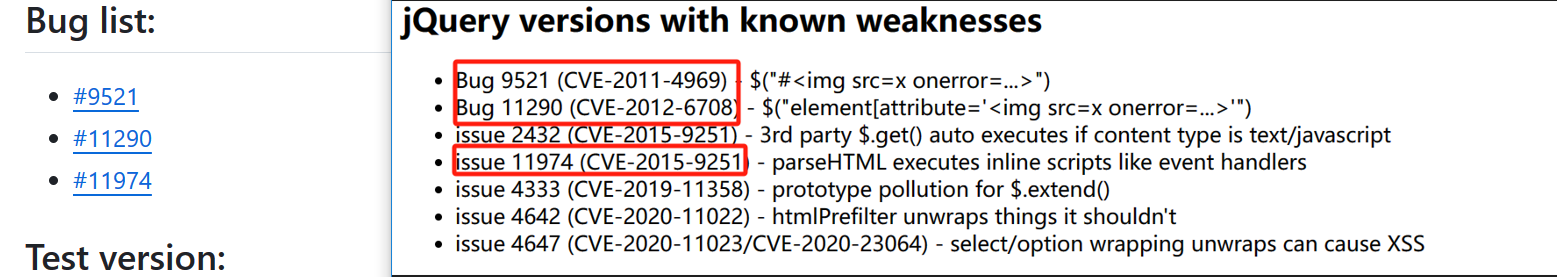 Bug list:
#9521
#11290
#11974
Test version:
jQuery versions with known weaknesses
Bug 9521 (CVE-2011-4969) - $("#<img src=x onerror=...>")
Bug 11290 (CVE-2012-6708) - $("element[attribute='<img src=x onerror=...>'")
issue 2432 (CVE-2015-9251) - 3rd party $.get() auto executes if content type is text/javascript
issue 11974 (CVE-2015-9251) - parseHTML executes inline scripts like event handlers
issue 4333 (CVE-2019-11358) - prototype pollution for $.extend()
issue 4642 (CVE-2020-11022) - htmlPrefilter unwraps things it shouldn't
issue 4647 (CVE-2020-11023/CVE-2020-23064) - select/option wrapping unwraps can cause XSS